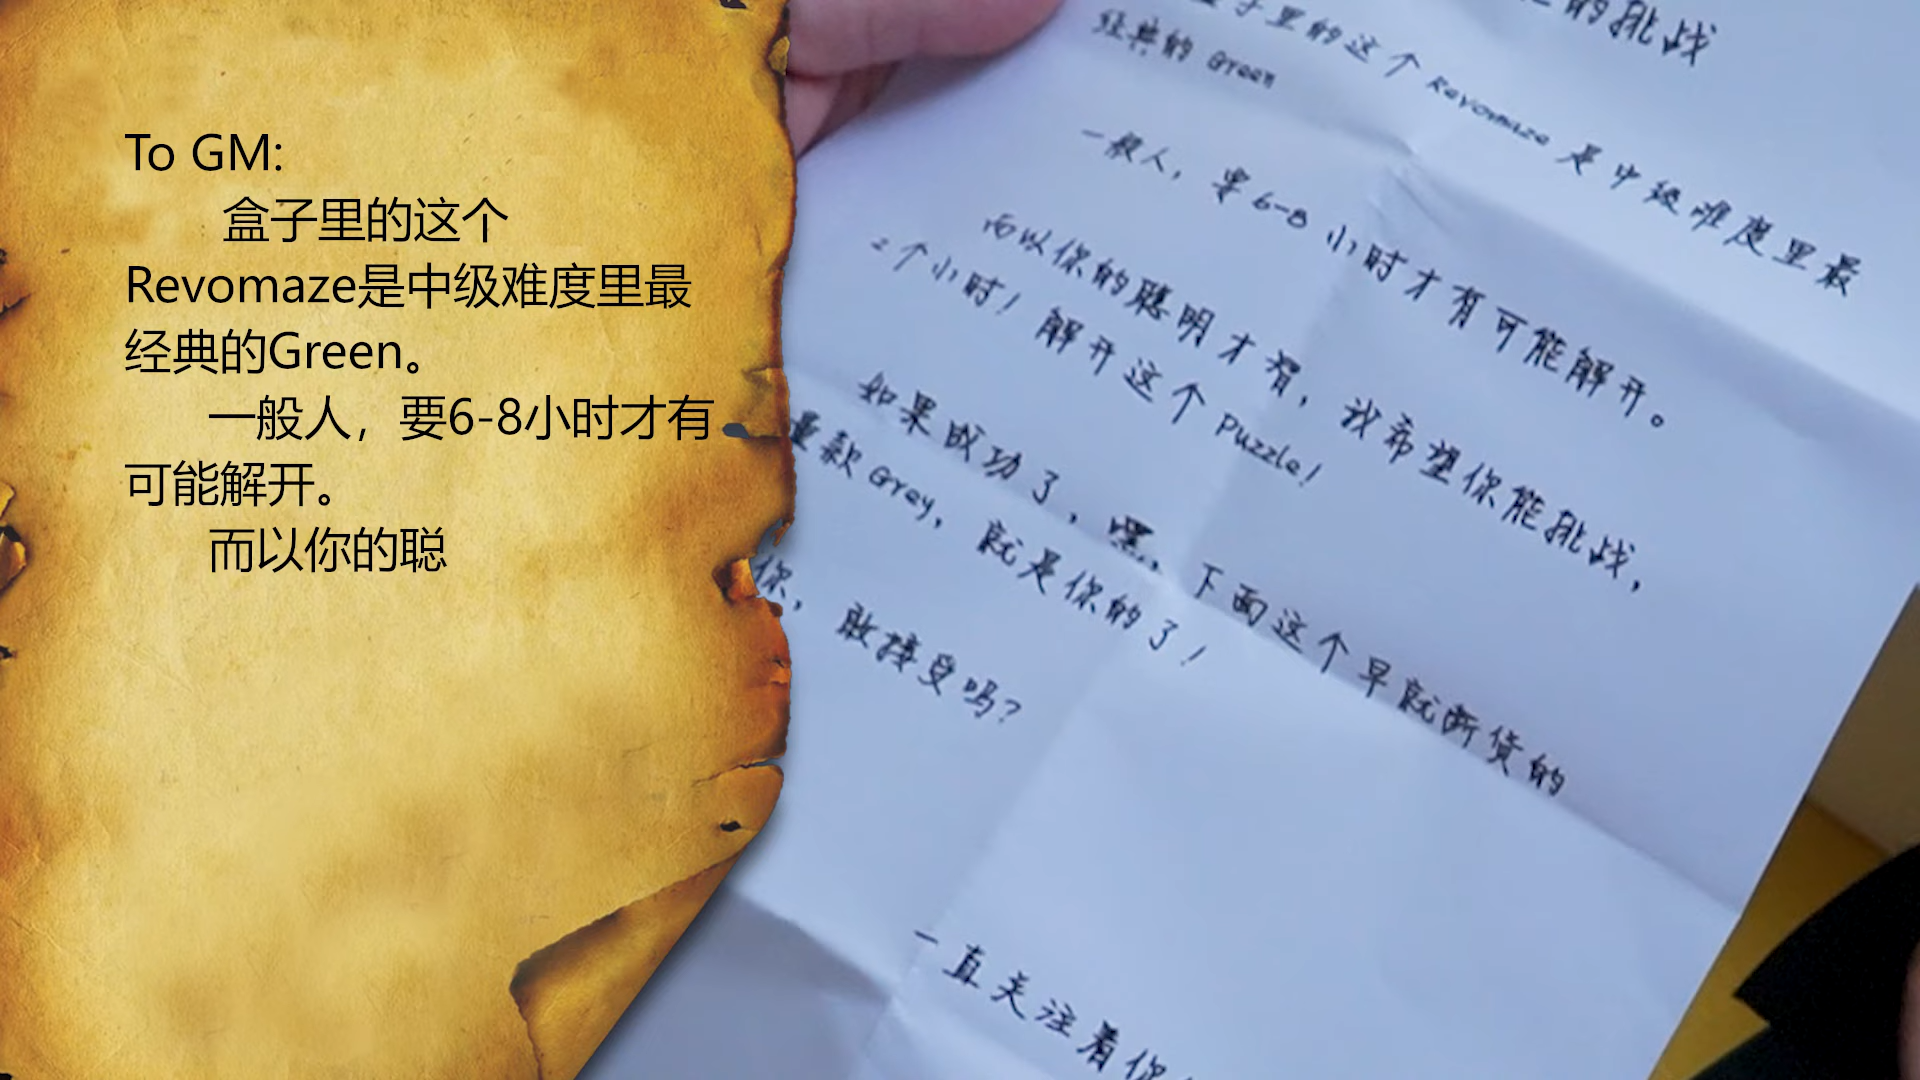 To GM:
盒子里的这个
Revomaze是中级难度里最
经典的Green。
一般人，要6-8小时才有
可能解开。
而以你的聪
的挑战
子里的这个 Revomaze 是中级难度里最
经典的 Green
一般人，要6-8小时才有可能解开。
而以你的聪明才智，我希望你能挑战，
2个小时！解开这个 Puzzle！
如果成功了，嘿，下面这个早就断货的
重款 Grey，就是你的了！
你，敢接受吗？
一直关注着你